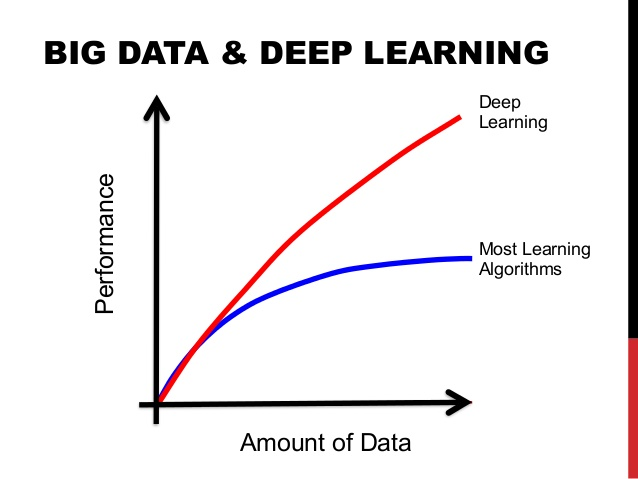 BIG DATA & DEEP LEARNING
Deep
Learning
Performance
Most Learning
Algorithms
Amount of Data